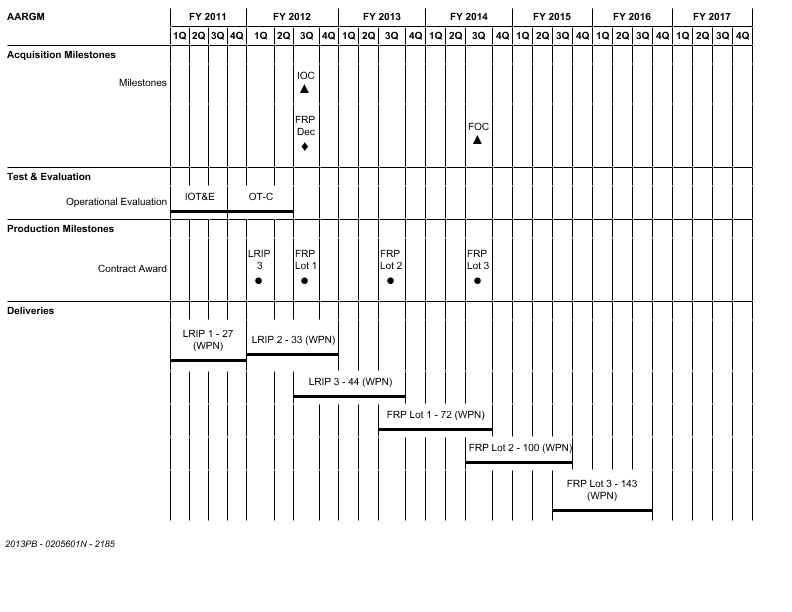 AARGM FY 2011 FY 2012 FY 2013 FY 2014 FY 2015 FY 2016 FY 2017
1Q 2Q 3Q 4Q 1Q 2Q 3Q 4Q 1Q 2Q 3Q 4Q 1Q 2Q 3Q 4Q 1Q 2Q 3Q 4Q 1Q 2Q 3Q 4Q 1Q 2Q 3Q 4Q
Acquisition Milestones
Milestones
IOC
FRP
Dec
FOC
Test & Evaluation
Operational Evaluation
IOT&E OT-C
Production Milestones
Contract Award
LRIP
3
FRP
Lot 1
FRP
Lot 2
FRP
Lot 3
Deliveries
LRIP 1 - 27
(WPN)
LRIP 2 - 33 (WPN)
LRIP 3 - 44 (WPN)
FRP Lot 1 - 72 (WPN)
FRP Lot 2 - 100 (WPN)
FRP Lot 3 - 143
(WPN)
2013PB - 0205601N - 2185